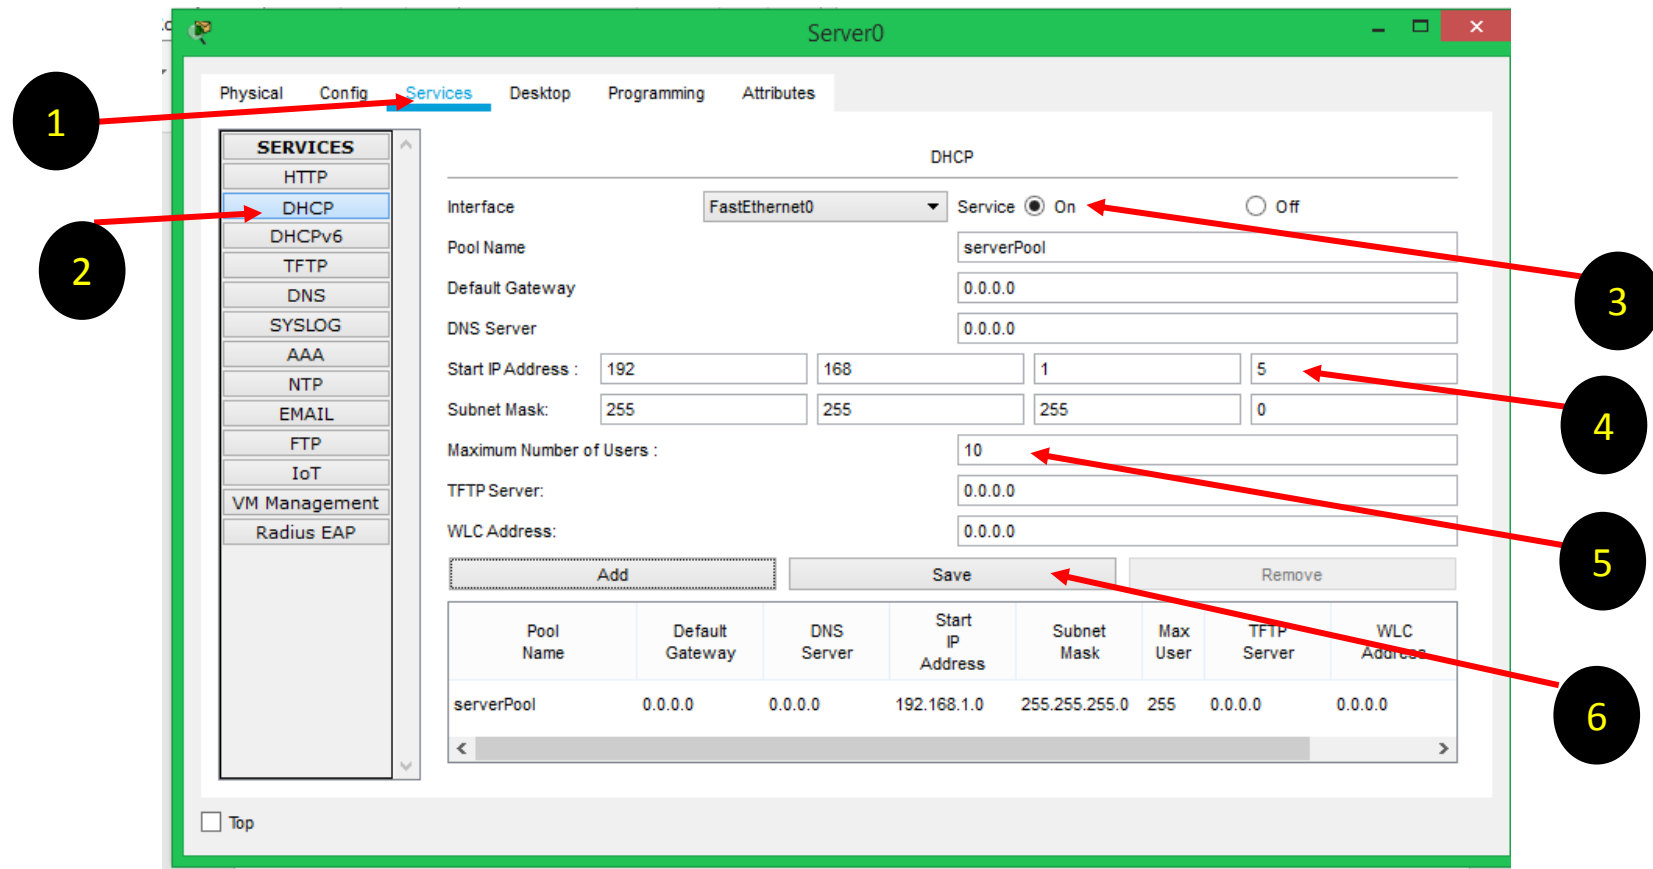 Server0
Physical Config Services Desktop Programming Attributes
1
SERVICES
HTTP
DHCP
DHCPv6
TFTP
DNS
SYSLOG
AAA
NTP
EMAIL
FTP
IoT
VM Management
Radius EAP
2
DHCP
Interface FastEthernet0 Service On Off
Pool Name serverPool
Default Gateway 0.0.0.0
DNS Server 0.0.0.0
Start IP Address : 192 168 1 5
Subnet Mask: 255 255 255 0
Maximum Number of Users : 10
TFTP Server: 0.0.0.0
WLC Address: 0.0.0.0
Add Save Remove
Pool Name Default Gateway DNS Server Start IP Address Subnet Mask Max User TFTP Server WLC Address
serverPool 0.0.0.0 0.0.0.0 192.168.1.0 255.255.255.0 255 0.0.0.0 0.0.0.0
3
4
5
6
Top